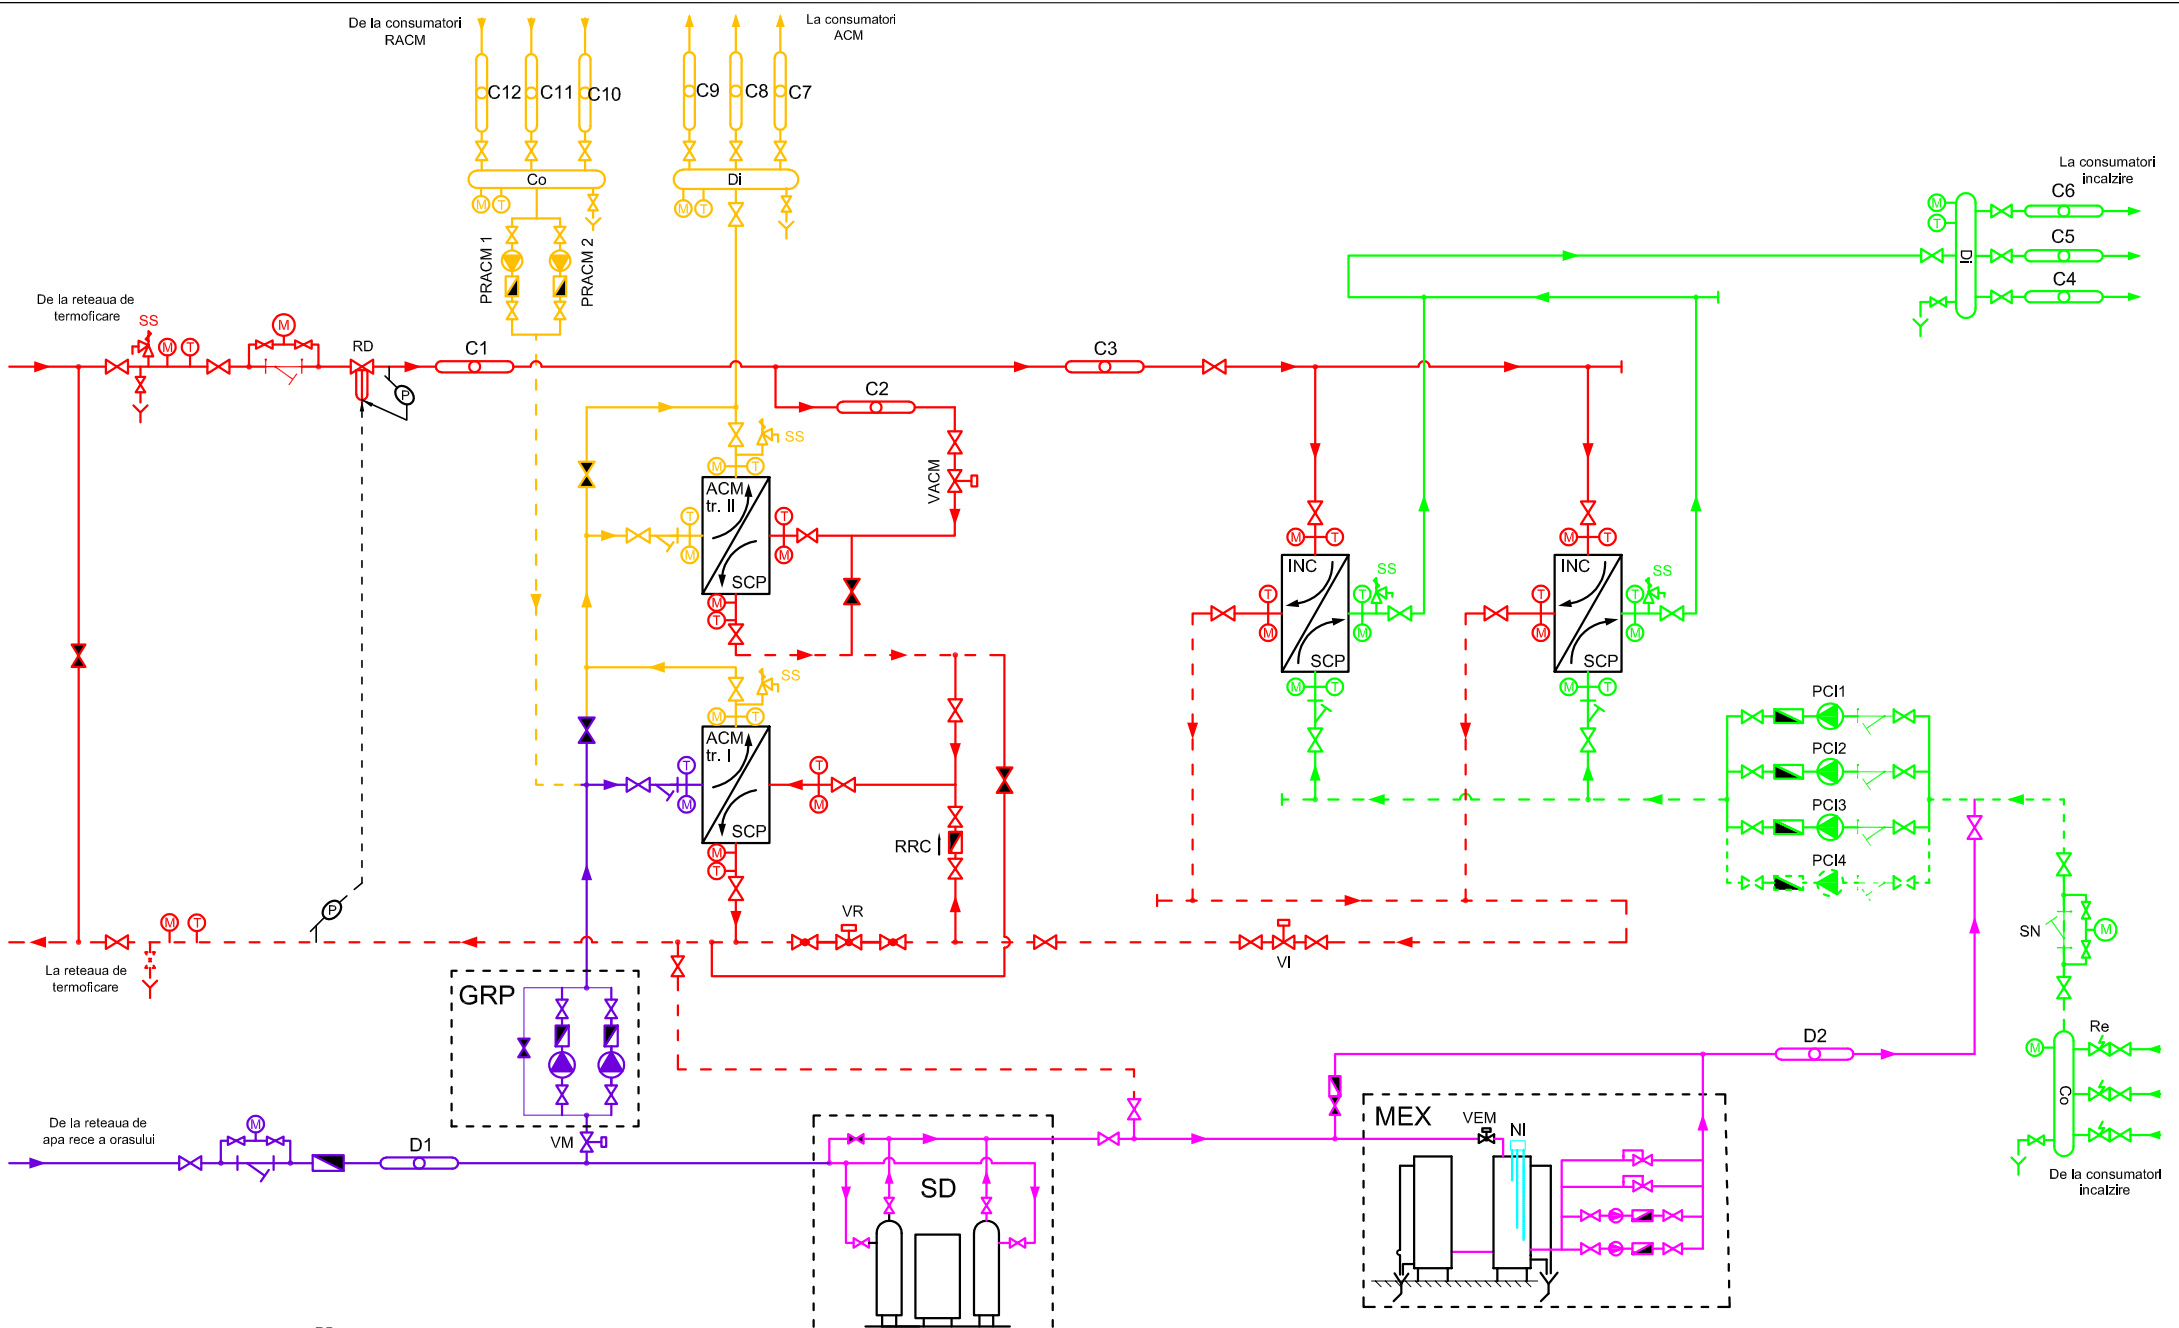 De la consumatori
RACM
La consumatori
ACM
C12
C11
C10
C9
C8
C7
Co
Di
M
T
M
T
PRACM 1
PRACM 2
La consumatori
incalzire
C6
C5
C4
M
T
Di
De la reteaua de
termoficare
SS
M
T
M
RD
P
C1
C2
C3
SS
VACM
M
T
ACM
tr. II
SCP
T
M
T
M
M
T
SS
M
T
ACM
tr. I
SCP
T
M
T
M
M
T
RRC
M
T
INC
SCP
T
M
T
M
SS
M
T
M
T
INC
SCP
T
M
T
M
SS
M
T
PCI1
PCI2
PCI3
PCI4
SN
M
VR
VI
P
M
T
La reteaua de
termoficare
GRP
VM
De la reteaua de
apa rece a orasului
M
D1
SD
MEX
VEM
NI
D2
Re
M
Co
De la consumatori
incalzire